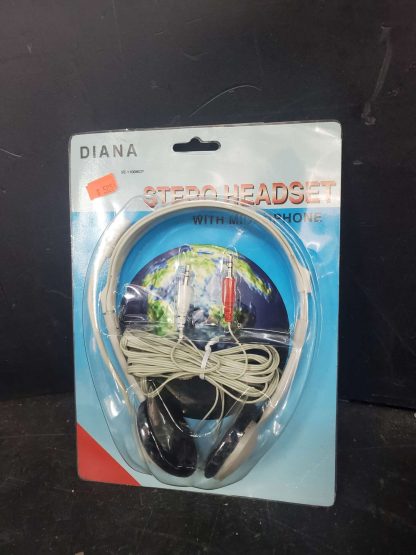 DIANA
STERO HEADSET
WITH MICROPHONE